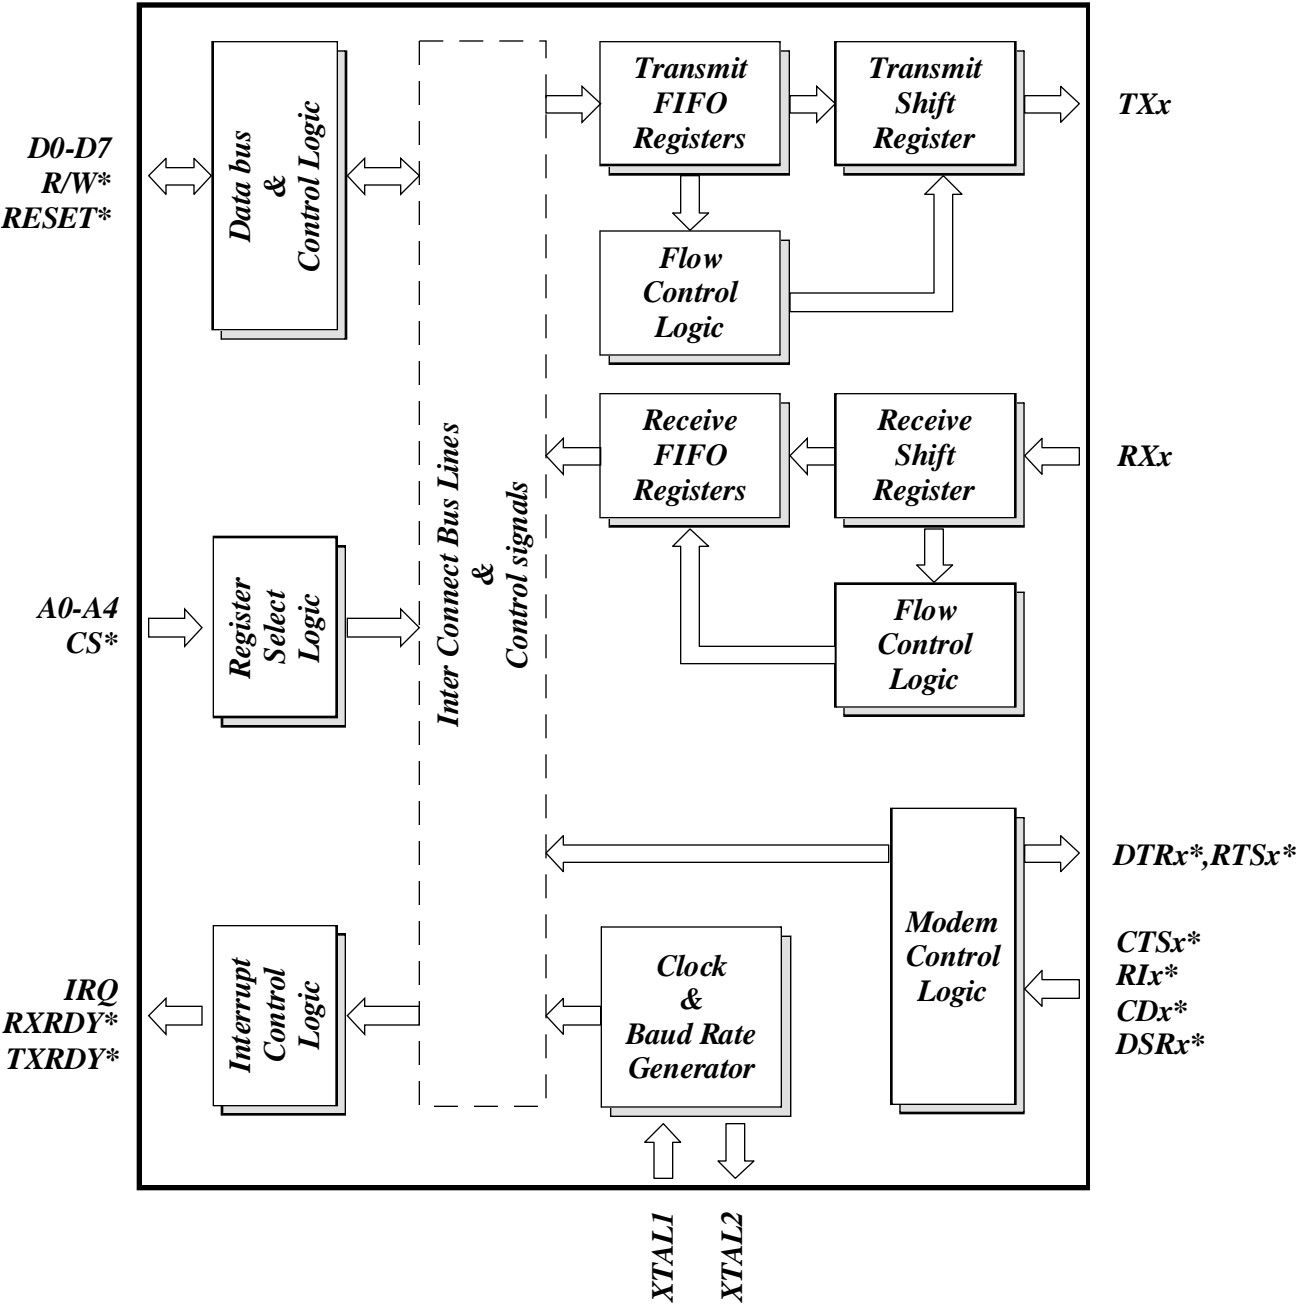 D0-D7
R/W*
RESET*
Data bus
&
Control Logic
A0-A4
CS*
Register
Select
Logic
IRQ
RXRDY*
TXRDY*
Interrupt
Control
Logic
Inter Connect Bus Lines
&
Control signals
Transmit
FIFO
Registers
Transmit
Shift
Register
TXx
Flow
Control
Logic
Receive
FIFO
Registers
Receive
Shift
Register
RXx
Flow
Control
Logic
Modem
Control
Logic
DTRx*,RTSx*
CTSx*
RIx*
CDx*
DSRx*
Clock
&
Baud Rate
Generator
XTAL1
XTAL2